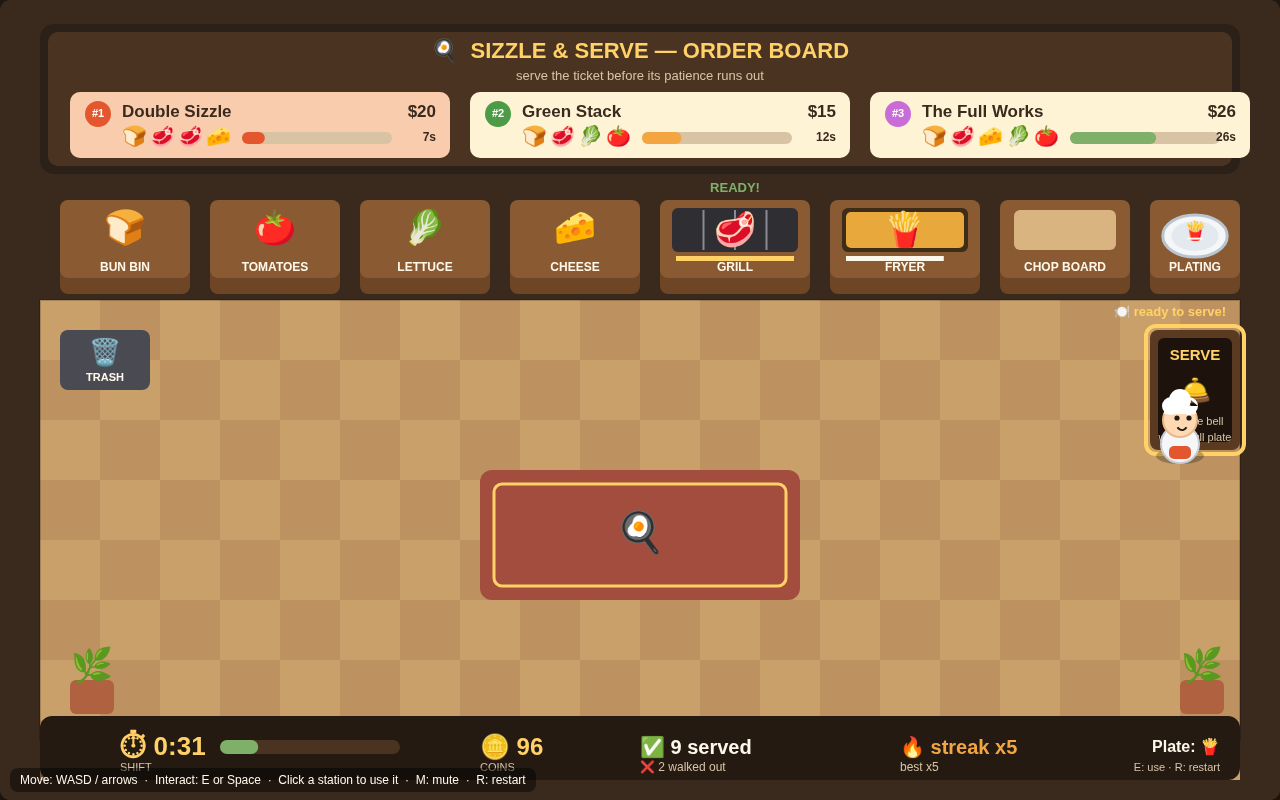 SIZZLE & SERVE — ORDER BOARD
serve the ticket before its patience runs out
#1 Double Sizzle $20
7s
#2 Green Stack $15
12s
#3 The Full Works $26
26s
READY!
BUN BIN
TOMATOES
LETTUCE
CHEESE
GRILL
FRYER
CHOP BOARD
PLATING
ready to serve!
TRASH
SERVE
bell
plate
0:31
SHIFT
96
COINS
9 served
2 walked out
streak x5
best x5
Plate:
E: use · R: restart
Move: WASD / arrows · Interact: E or Space · Click a station to use it · M: mute · R: restart